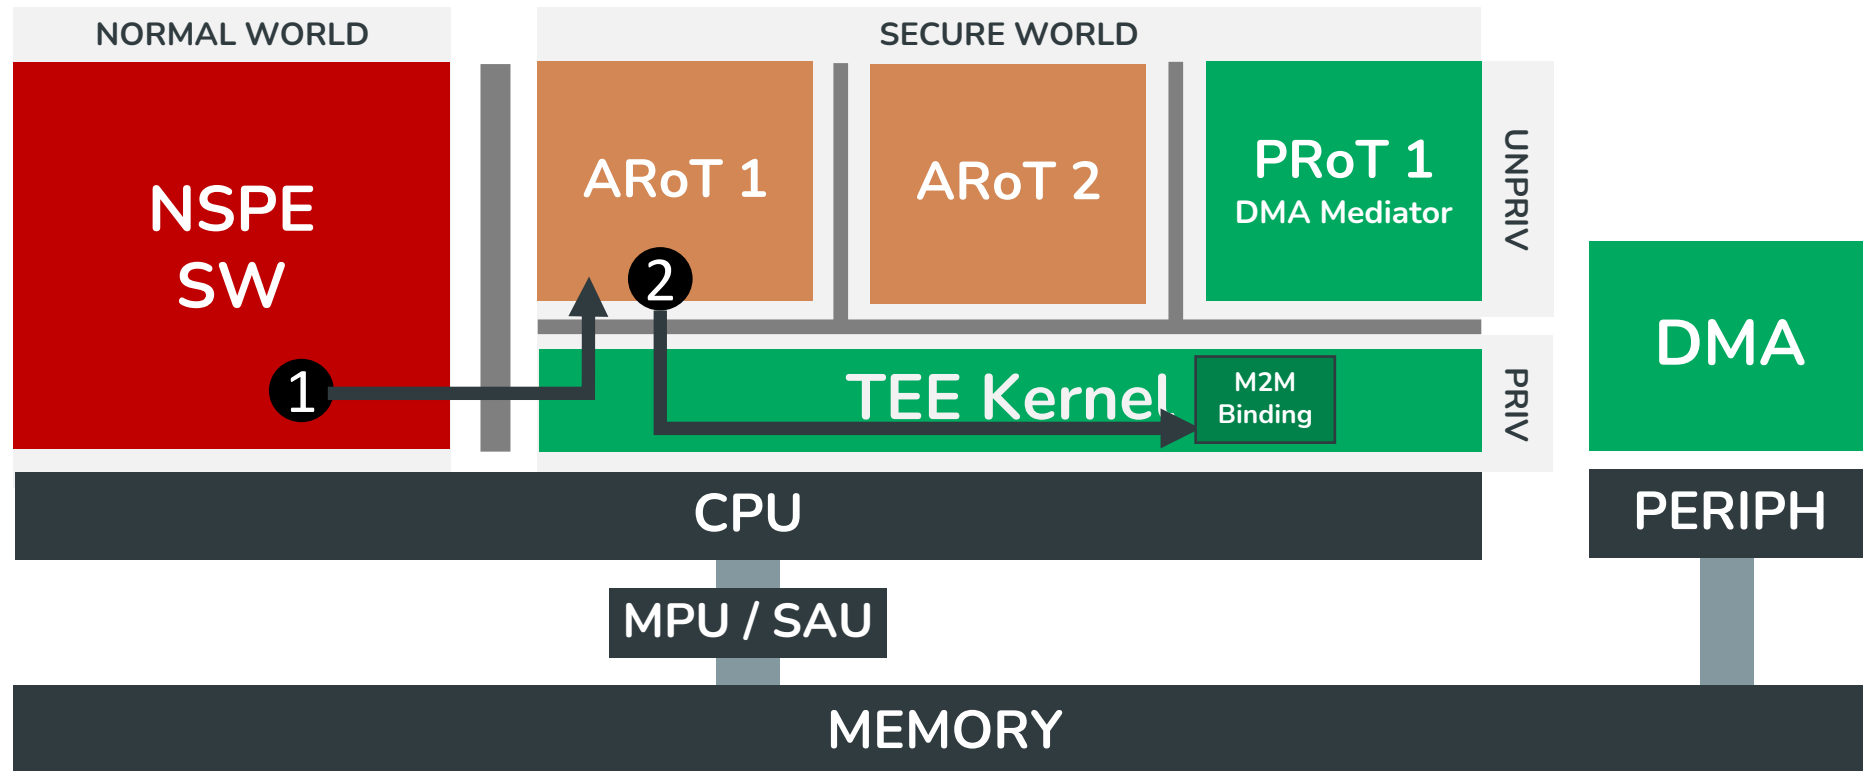 NORMAL WORLD
SECURE WORLD
NSPE
SW
ARoT 1
ARoT 2
PRoT 1
DMA Mediator
UNPRIV
1
2
TEE Kernel
M2M
Binding
PRIV
DMA
CPU
PERIPH
MPU / SAU
MEMORY